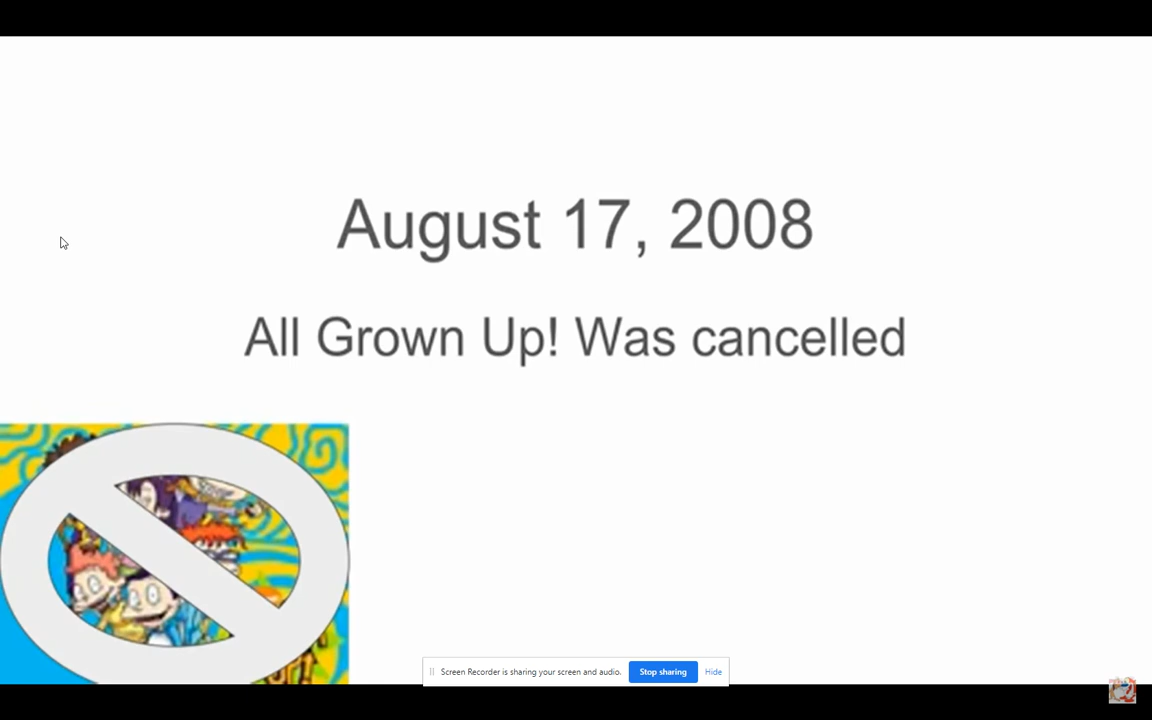 August 17, 2008
All Grown Up! Was cancelled
Screen Recorder is sharing your screen and audio.
Stop sharing
Hide